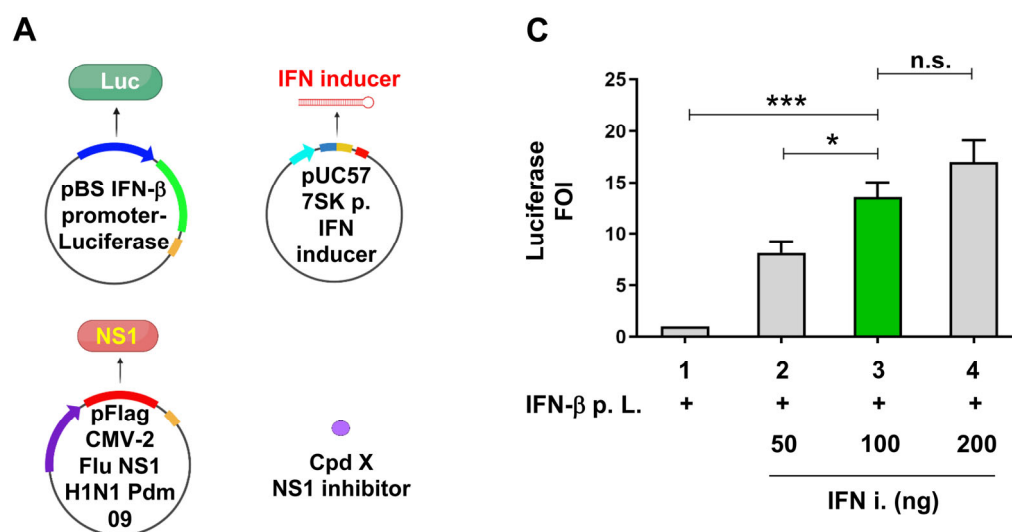 A
Luc
pBS IFN-β
promoter-
Luciferase
IFN inducer
pUC57
7SK p.
IFN
inducer
NS1
pFlag
CMV-2
Flu NS1
H1N1 Pdm
09
Cpd X
NS1 inhibitor
C
Luciferase
FOI
25
20
15
10
5
0
***
*
n.s.
1 2 3 4
IFN-β p. L. + + + +
50 100 200
IFN i. (ng)